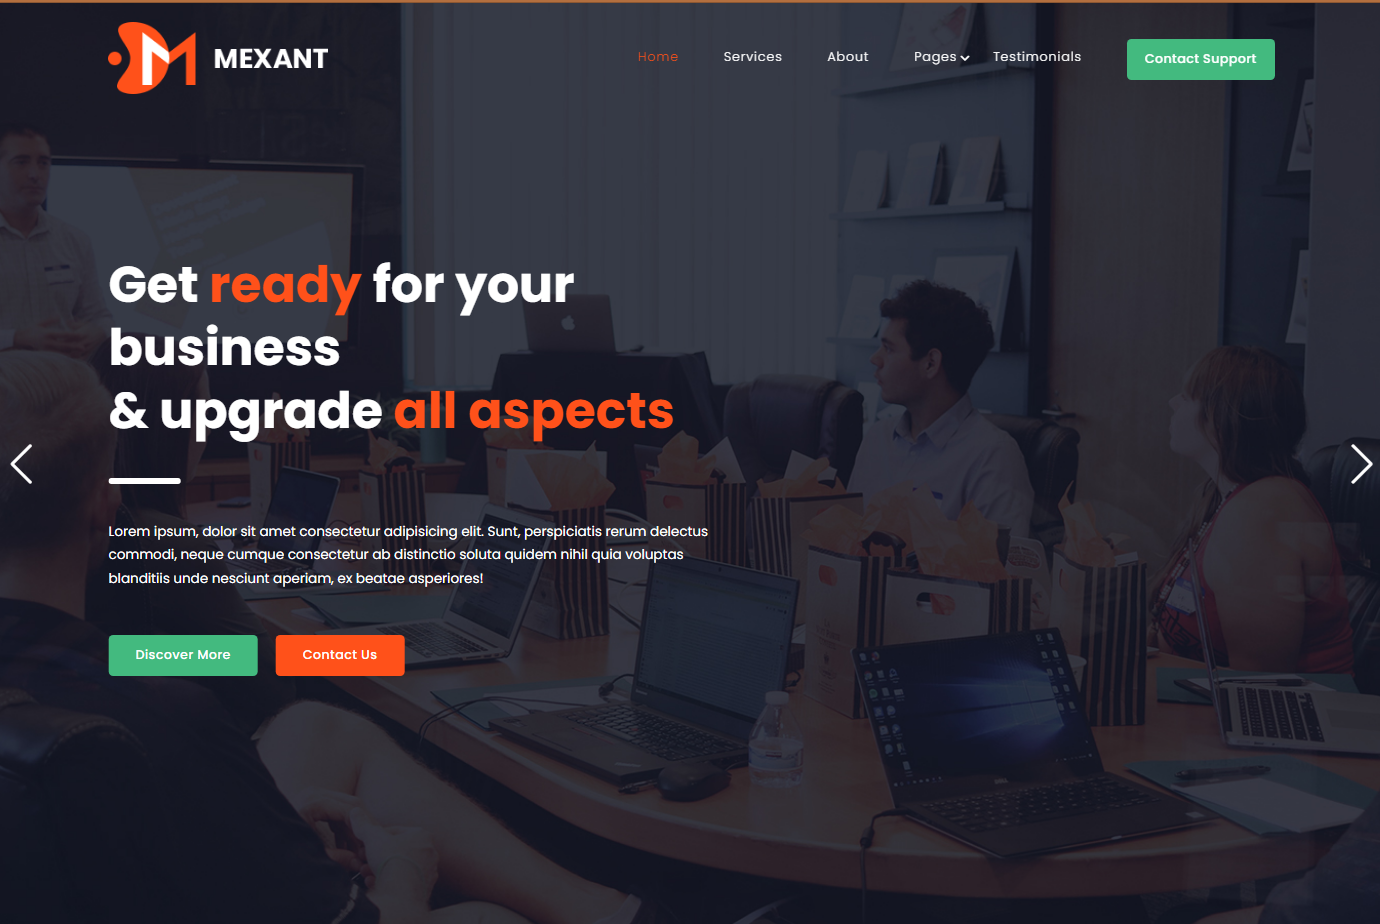 MEXANT
Home Services About Pages Testimonials Contact Support
Get ready for your
business
& upgrade all aspects
Lorem ipsum, dolor sit amet consectetur adipisicing elit. Sunt, perspiciatis rerum delectus
commodi, neque cumque consectetur ab distinctio soluta quidem nihil quia voluptas
blanditiis unde nesciunt aperiam, ex beatae asperiores!
Discover More Contact Us